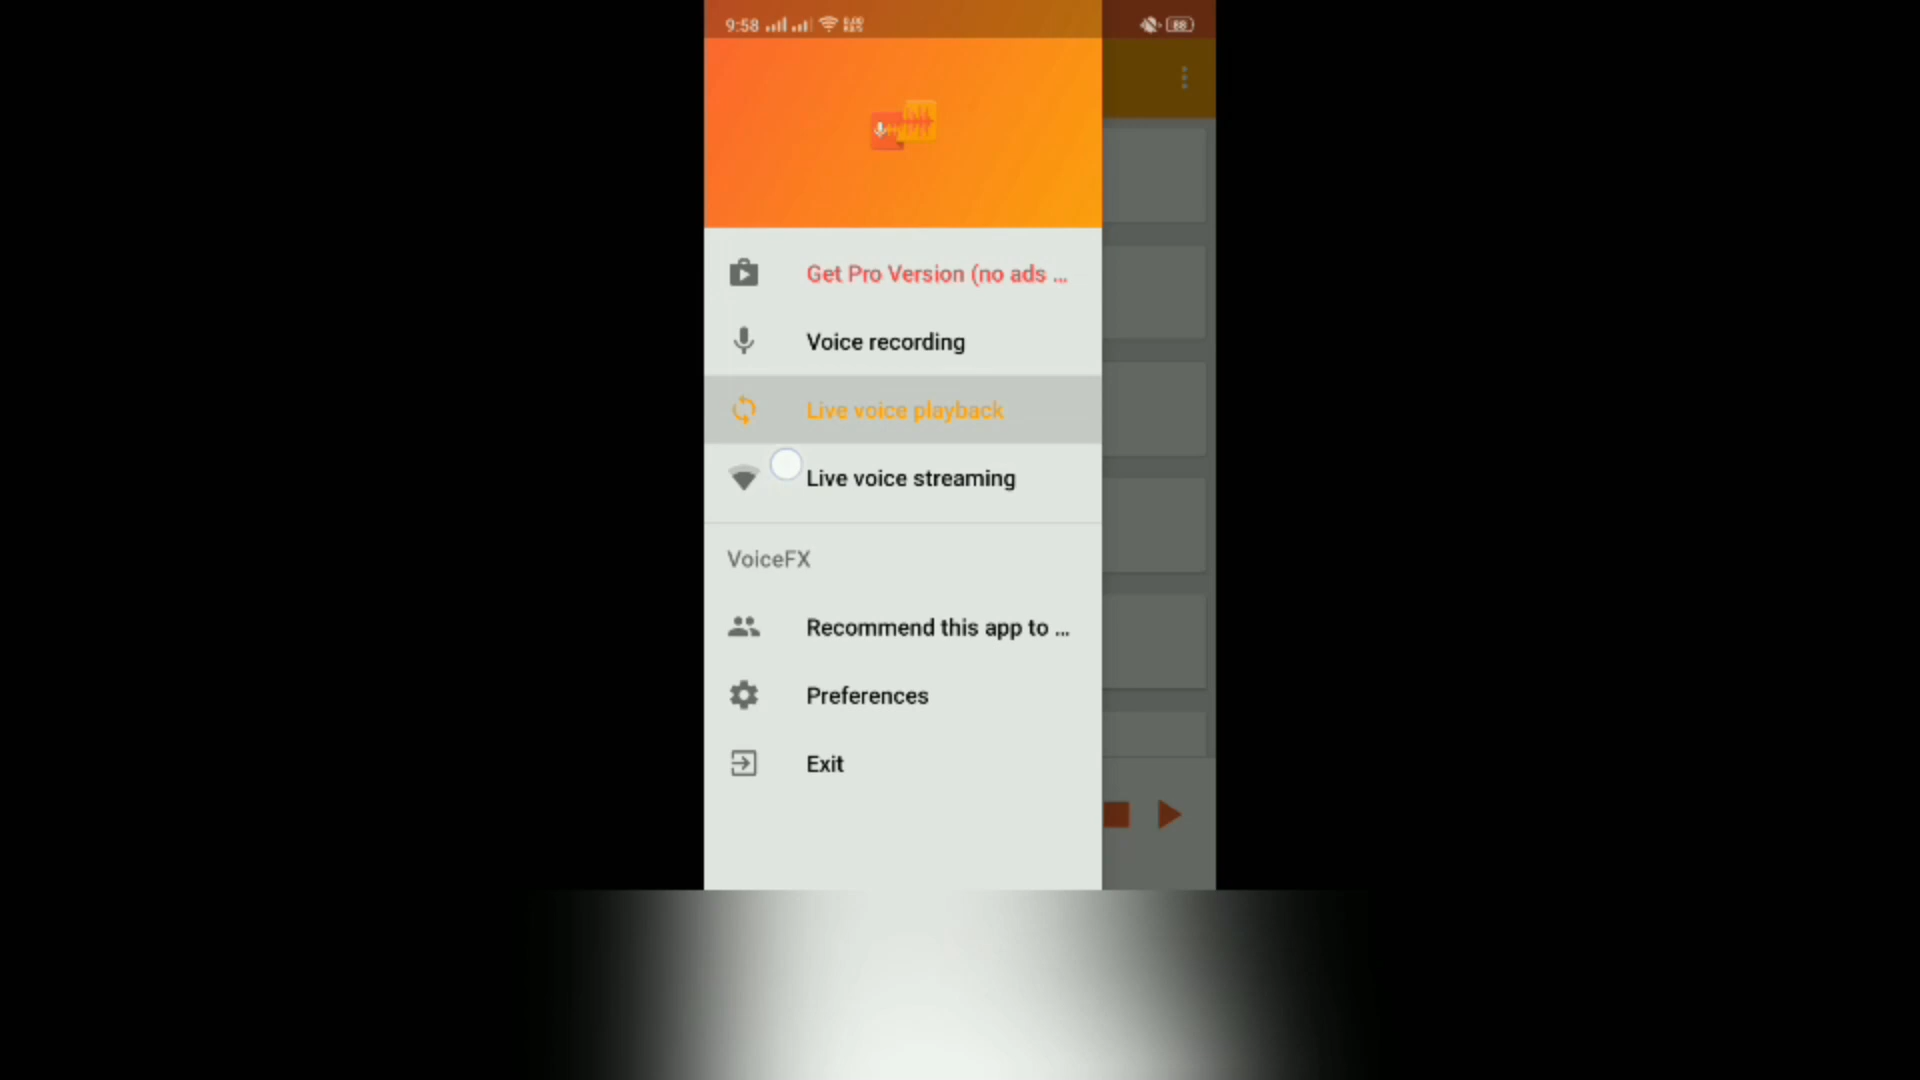 9:58
88
Get Pro Version (no ads ...
Voice recording
Live voice playback
Live voice streaming
VoiceFX
Recommend this app to ...
Preferences
Exit